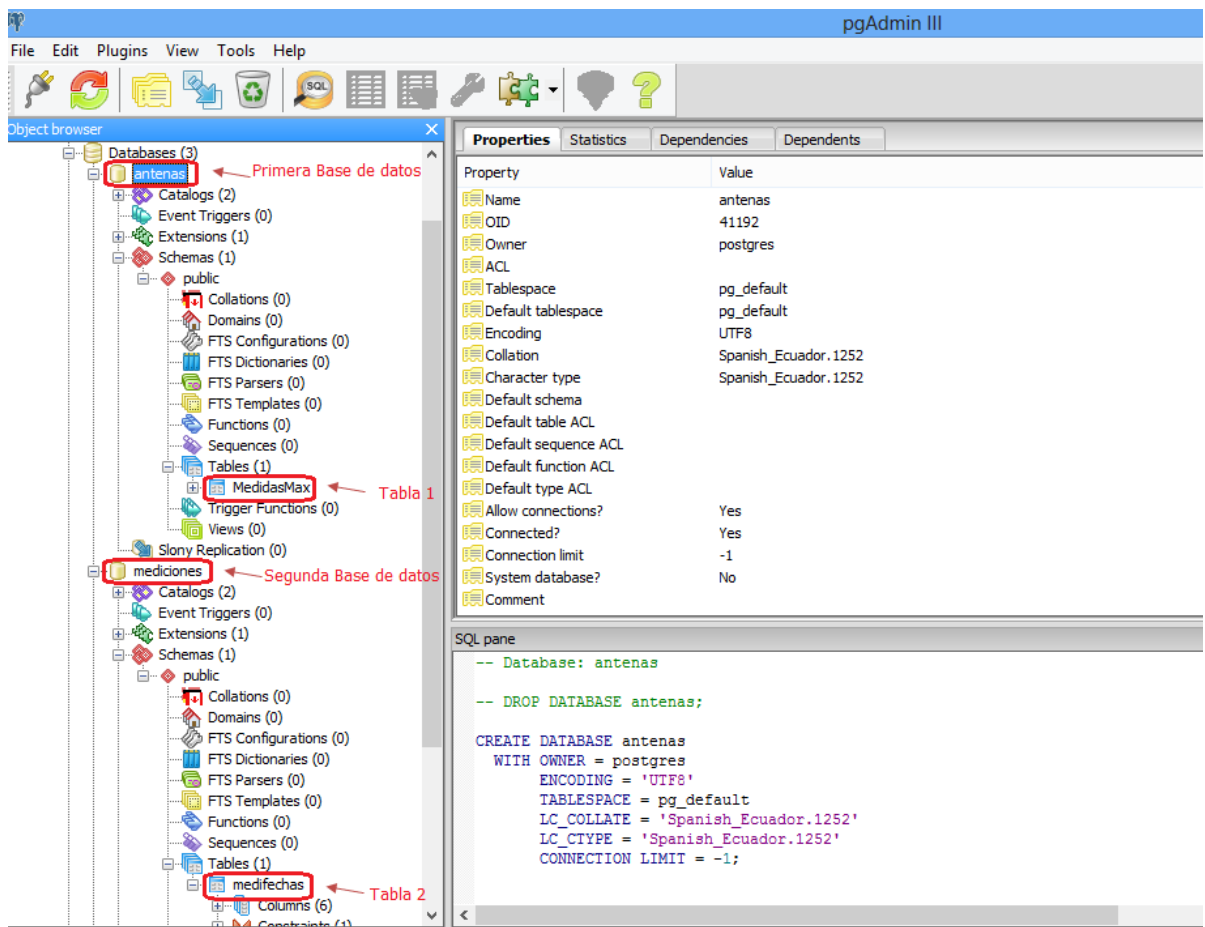 pgAdmin III
File Edit Plugins View Tools Help
SQL
Object browser
Databases (3)
antenas
Primera Base de datos
Catalogs (2)
Event Triggers (0)
Extensions (1)
Schemas (1)
public
Collations (0)
Domains (0)
FTS Configurations (0)
FTS Dictionaries (0)
FTS Parsers (0)
FTS Templates (0)
Functions (0)
Sequences (0)
Tables (1)
MedidasMax
Tabla 1
Trigger Functions (0)
Views (0)
Slony Replication (0)
mediciones
Segunda Base de datos
Catalogs (2)
Event Triggers (0)
Extensions (1)
Schemas (1)
public
Collations (0)
Domains (0)
FTS Configurations (0)
FTS Dictionaries (0)
FTS Parsers (0)
FTS Templates (0)
Functions (0)
Sequences (0)
Tables (1)
medifechas
Tabla 2
Columns (6)
Constraints (1)
Properties Statistics Dependencies Dependents
Property Value
Name antenas
OID 41192
Owner postgres
ACL
Tablespace pg_default
Default tablespace pg_default
Encoding UTF8
Collation Spanish_Ecuador.1252
Character type Spanish_Ecuador.1252
Default schema
Default table ACL
Default sequence ACL
Default function ACL
Default type ACL
Allow connections? Yes
Connected? Yes
Connection limit -1
System database? No
Comment
SQL pane
-- Database: antenas
-- DROP DATABASE antenas;
CREATE DATABASE antenas
WITH OWNER = postgres
ENCODING = 'UTF8'
TABLESPACE = pg_default
LC_COLLATE = 'Spanish_Ecuador.1252'
LC_CTYPE = 'Spanish_Ecuador.1252'
CONNECTION LIMIT = -1;